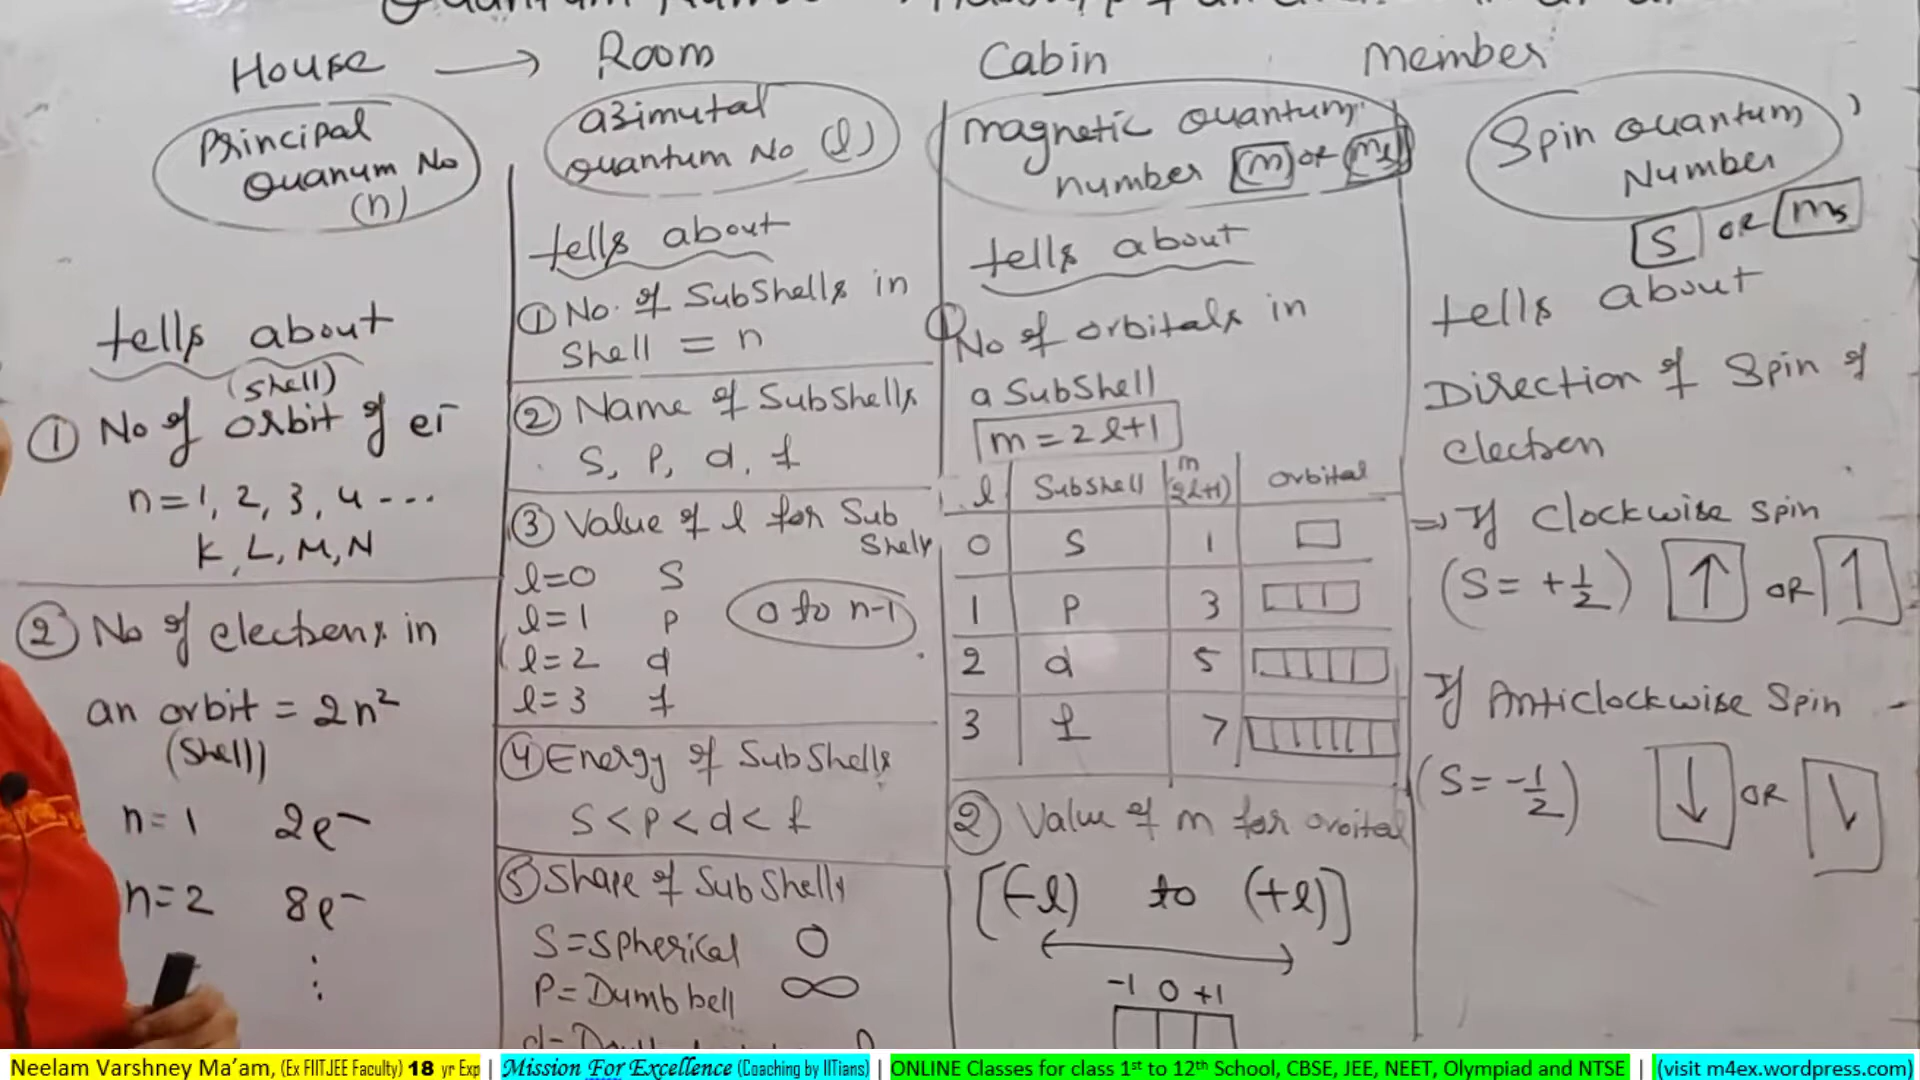 Quantum Number
House → Room Cabin Member
Principal
Quanum No
(n)
tells about
(Shell)
① No of orbit of e⁻
n=1, 2, 3, 4 ---
K, L, M, N
② No of electrons in
an orbit = 2n²
(Shell)
n=1 2e⁻
n=2 8e⁻
⋮
azimutal
Quantum No (l)
tells about
① No. of SubShells in
Shell = n
② Name of SubShells
S, P, d, f
③ Value of l for Sub
Shells
l=0 S
l=1 P
l=2 d
l=3 f
0 to n-1
④ Energy of SubShells
S<P<d<f
⑤ Shape of SubShells
S=Spherical
P=Dumb bell
magnetic Quantum
number (m) or
tells about
① No of orbitals in
a SubShell
m=2l+1
l SubShell m (2l+1) orbital
0 S 1
1 P 3
2 d 5
3 f 7
② Value of m for orbital
[(-l) to (+l)]
-1 0 +1
Spin Quantum
Number
S OR ms
tells about
Direction of Spin of
electron
⇒ If Clockwise Spin
(S=+½) ↑ OR ↿
If Anticlockwise Spin
(S=-½) ↓ OR ⇃
Neelam Varshney Ma’am, (Ex FIITJEE Faculty) 18 yr Exp | Mission For Excellence (Coaching by IITians) | ONLINE Classes for class 1st to 12th School, CBSE, JEE, NEET, Olympiad and NTSE | (visit m4ex.wordpress.com)